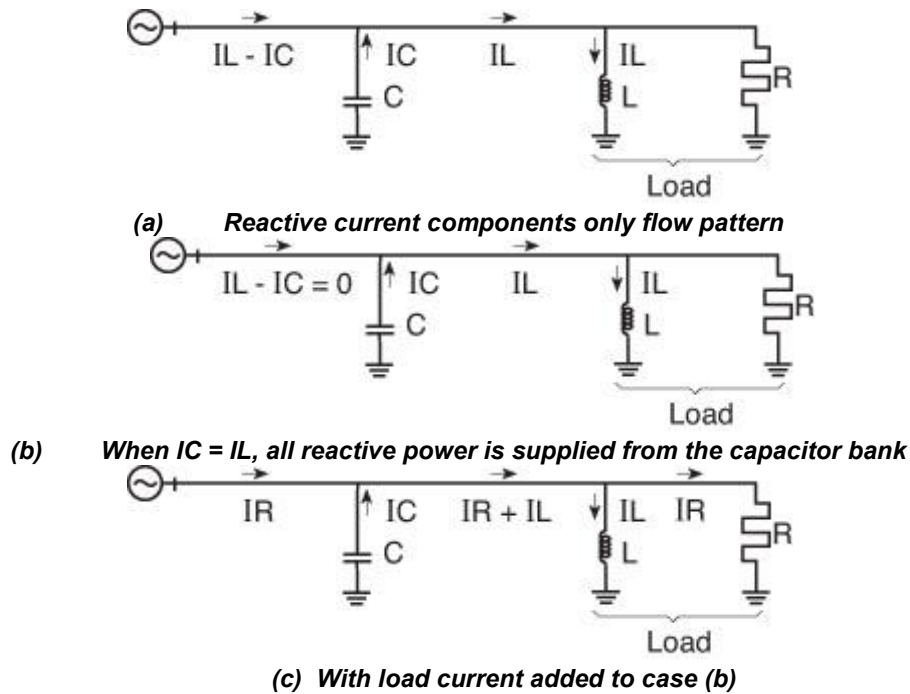 IL - IC IC IL IL R
C L
Load
(a) Reactive current components only flow pattern
IL - IC = 0 IC IL IL R
C L
Load
(b) When IC = IL, all reactive power is supplied from the capacitor bank
IR IC IR + IL IL IR R
C L
Load
(c) With load current added to case (b)